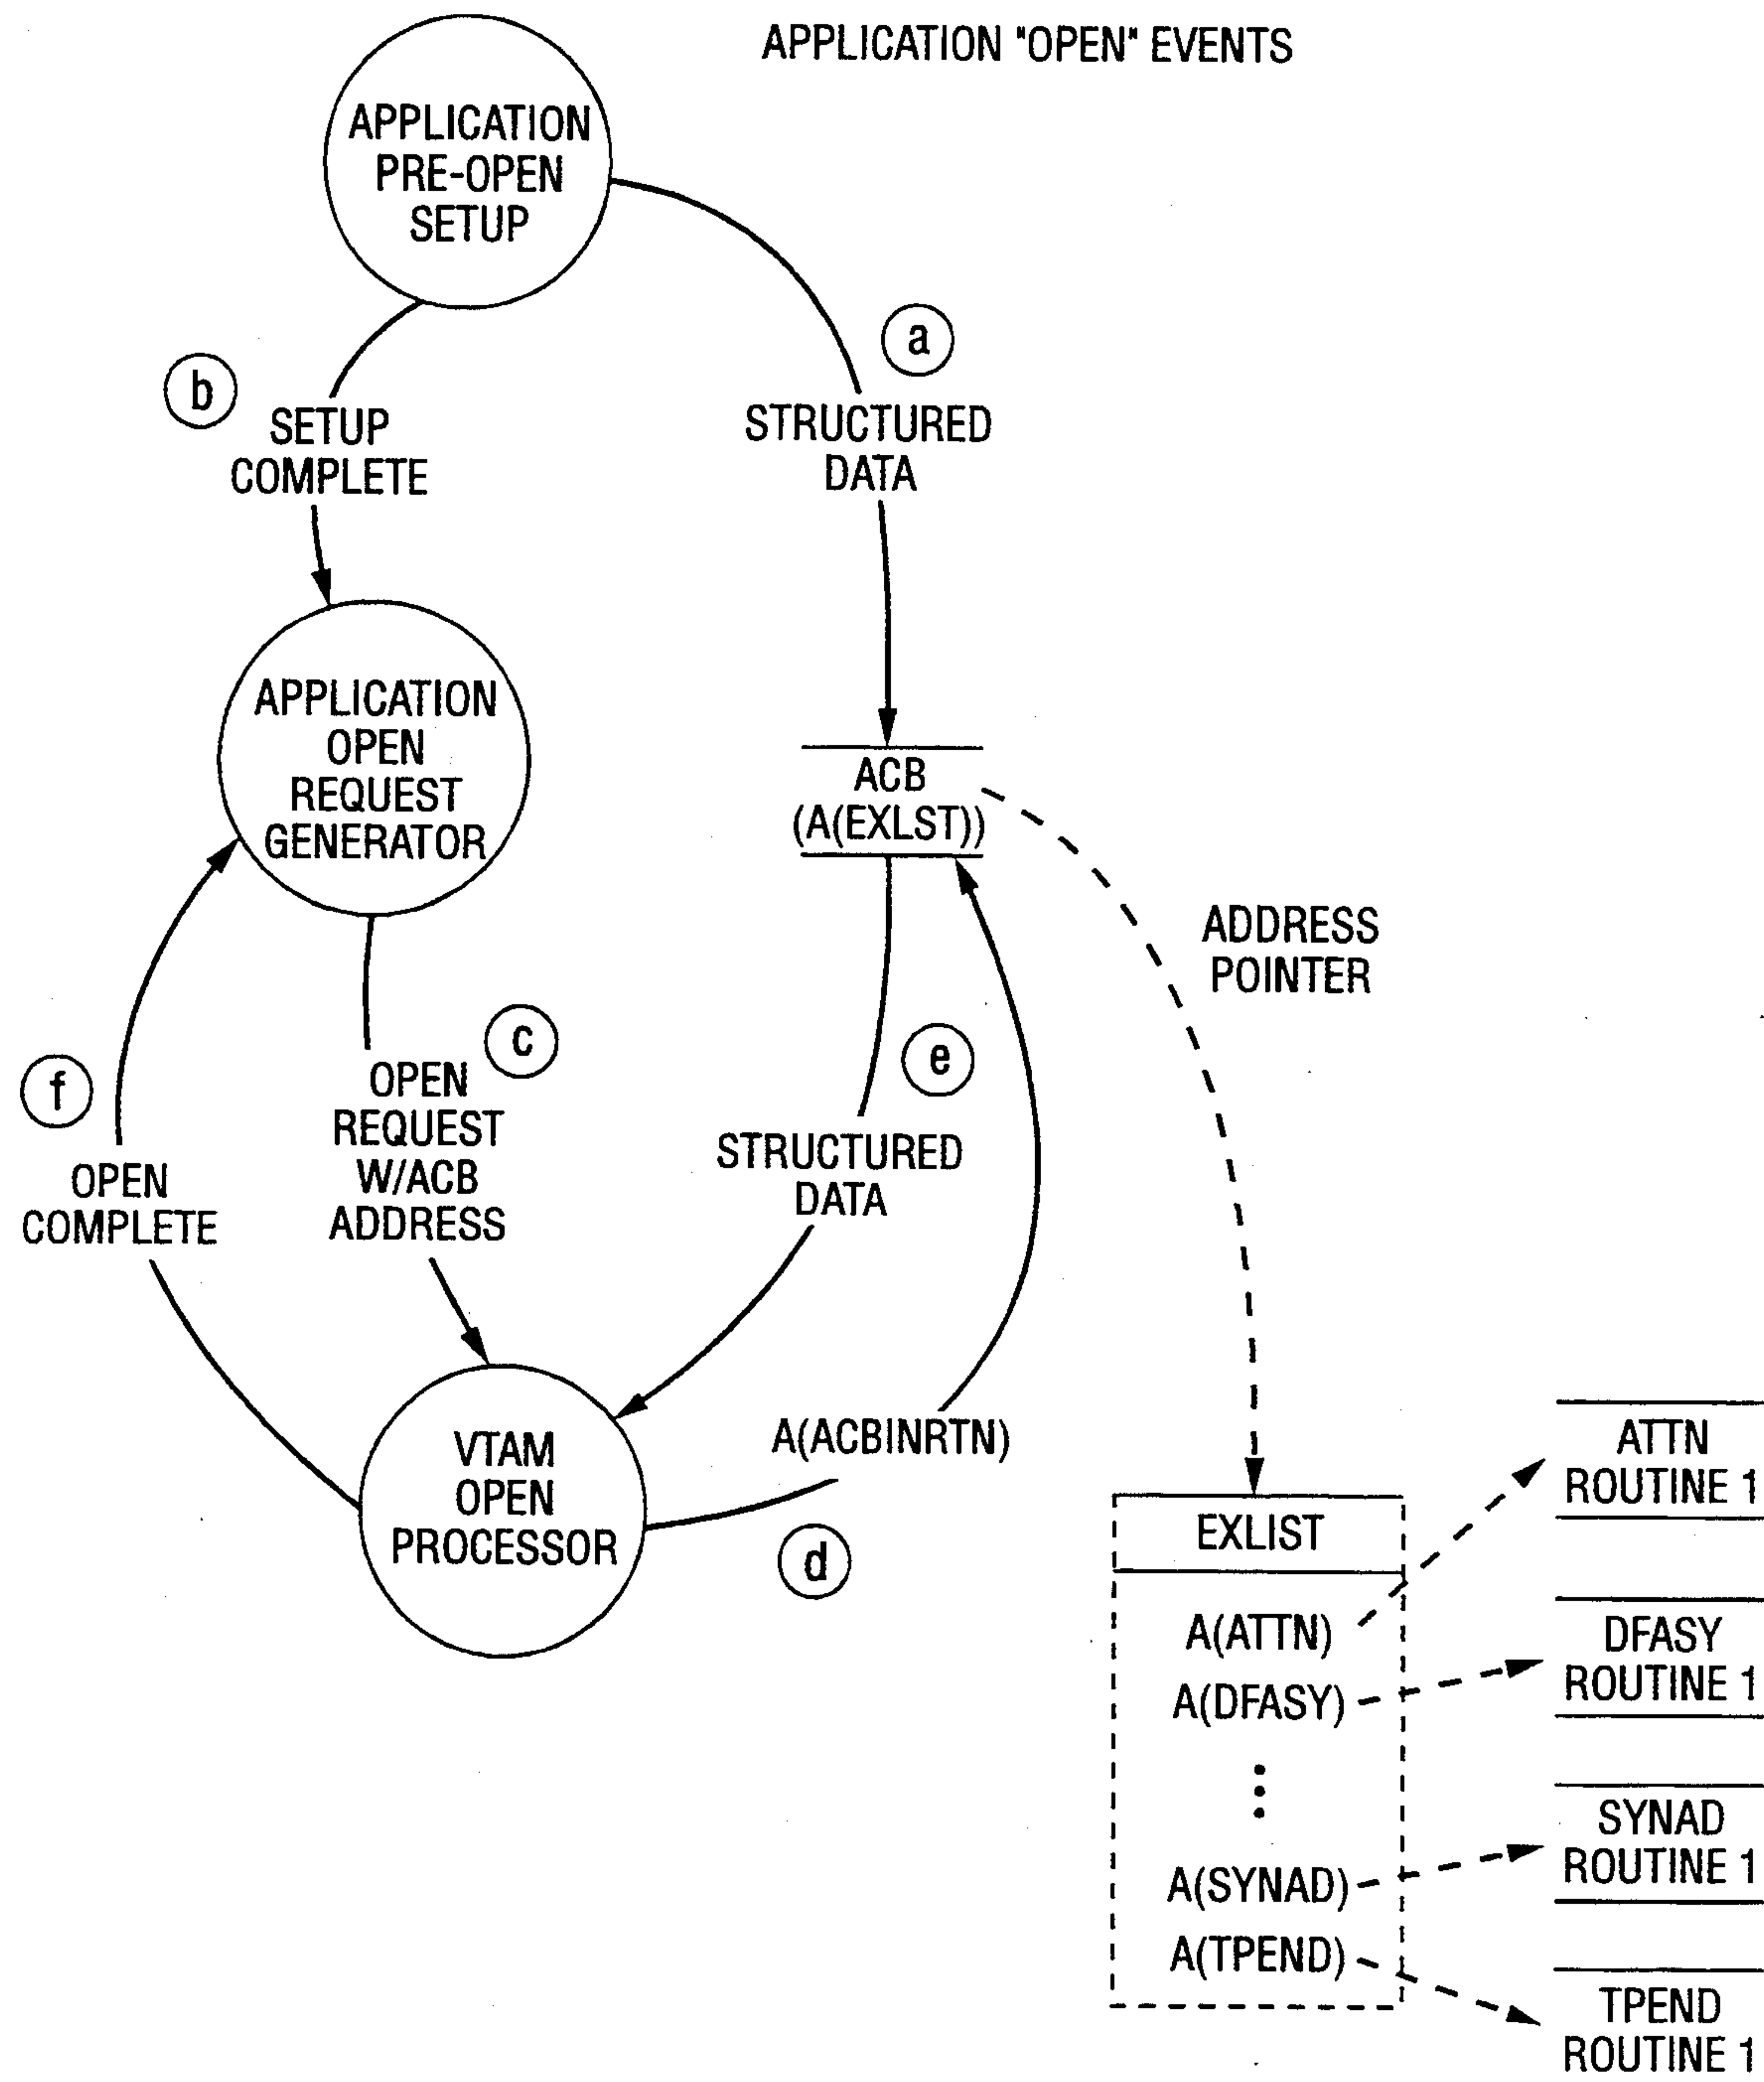 APPLICATION "OPEN" EVENTS
APPLICATION
PRE-OPEN
SETUP
a
b
SETUP
COMPLETE
STRUCTURED
DATA
APPLICATION
OPEN
REQUEST
GENERATOR
ACB
(A(EXLST))
ADDRESS
POINTER
c
e
f
OPEN
REQUEST
W/ACB
ADDRESS
STRUCTURED
DATA
OPEN
COMPLETE
A(ACBINRTN)
VTAM
OPEN
PROCESSOR
d
EXLIST
A(ATTN)
A(DFASY)
⋮
A(SYNAD)
A(TPEND)
ATTN
ROUTINE 1
DFASY
ROUTINE 1
SYNAD
ROUTINE 1
TPEND
ROUTINE 1